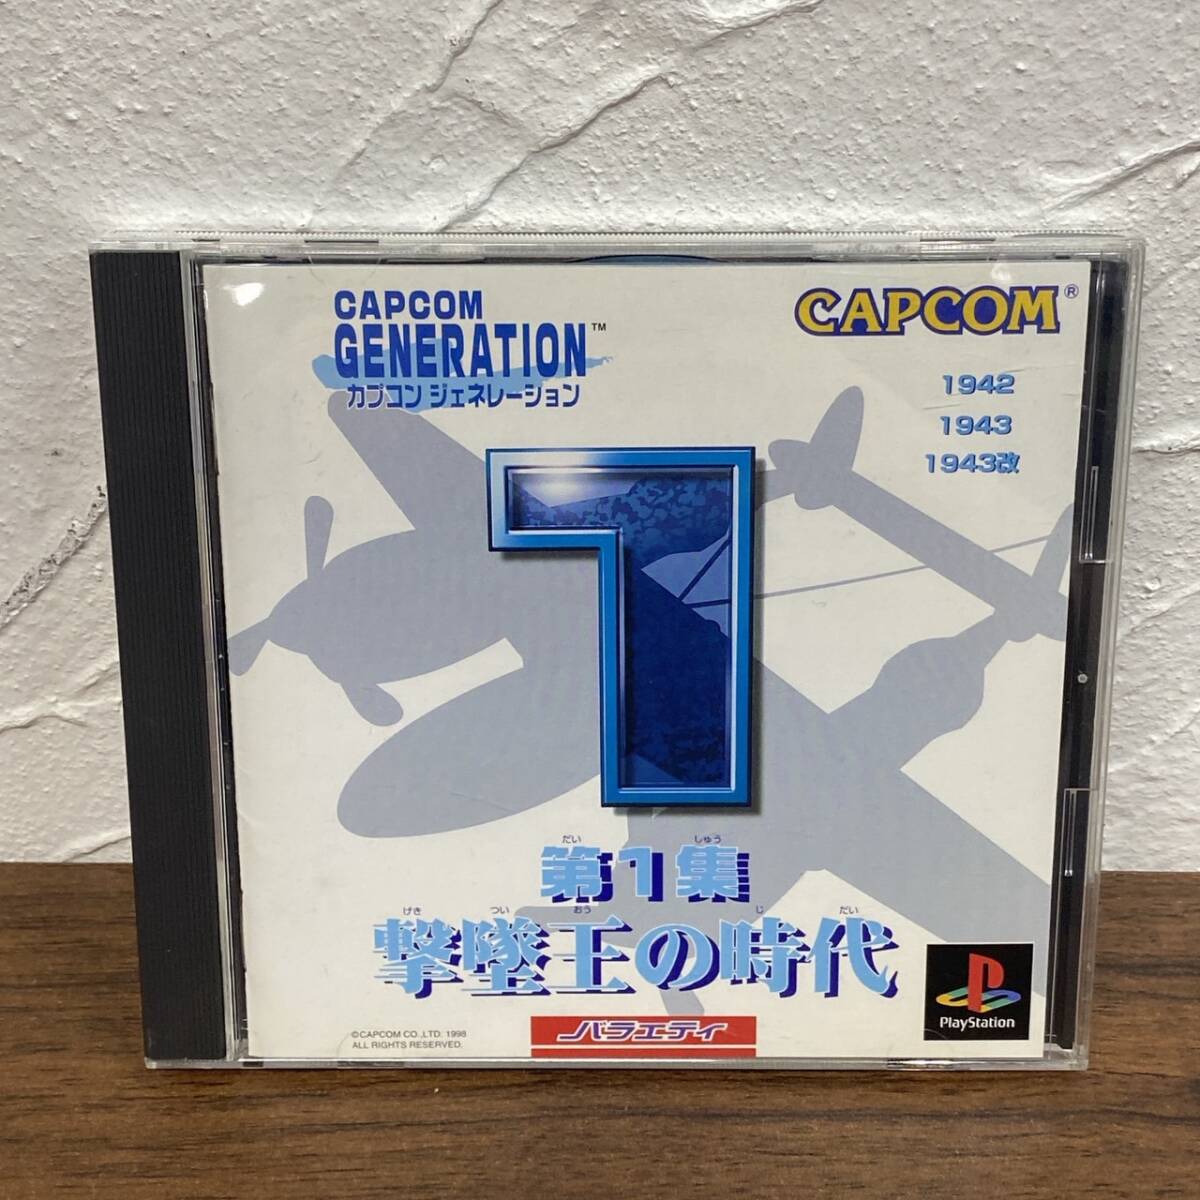 CAPCOM
GENERATION™
カプコン ジェネレーション
CAPCOM®
1942
1943
1943改
1
だい しゅう
第1集
げき つい おう じ だい
撃墜王の時代
©CAPCOM CO.,LTD. 1998
ALL RIGHTS RESERVED.
バラエティ
PlayStation